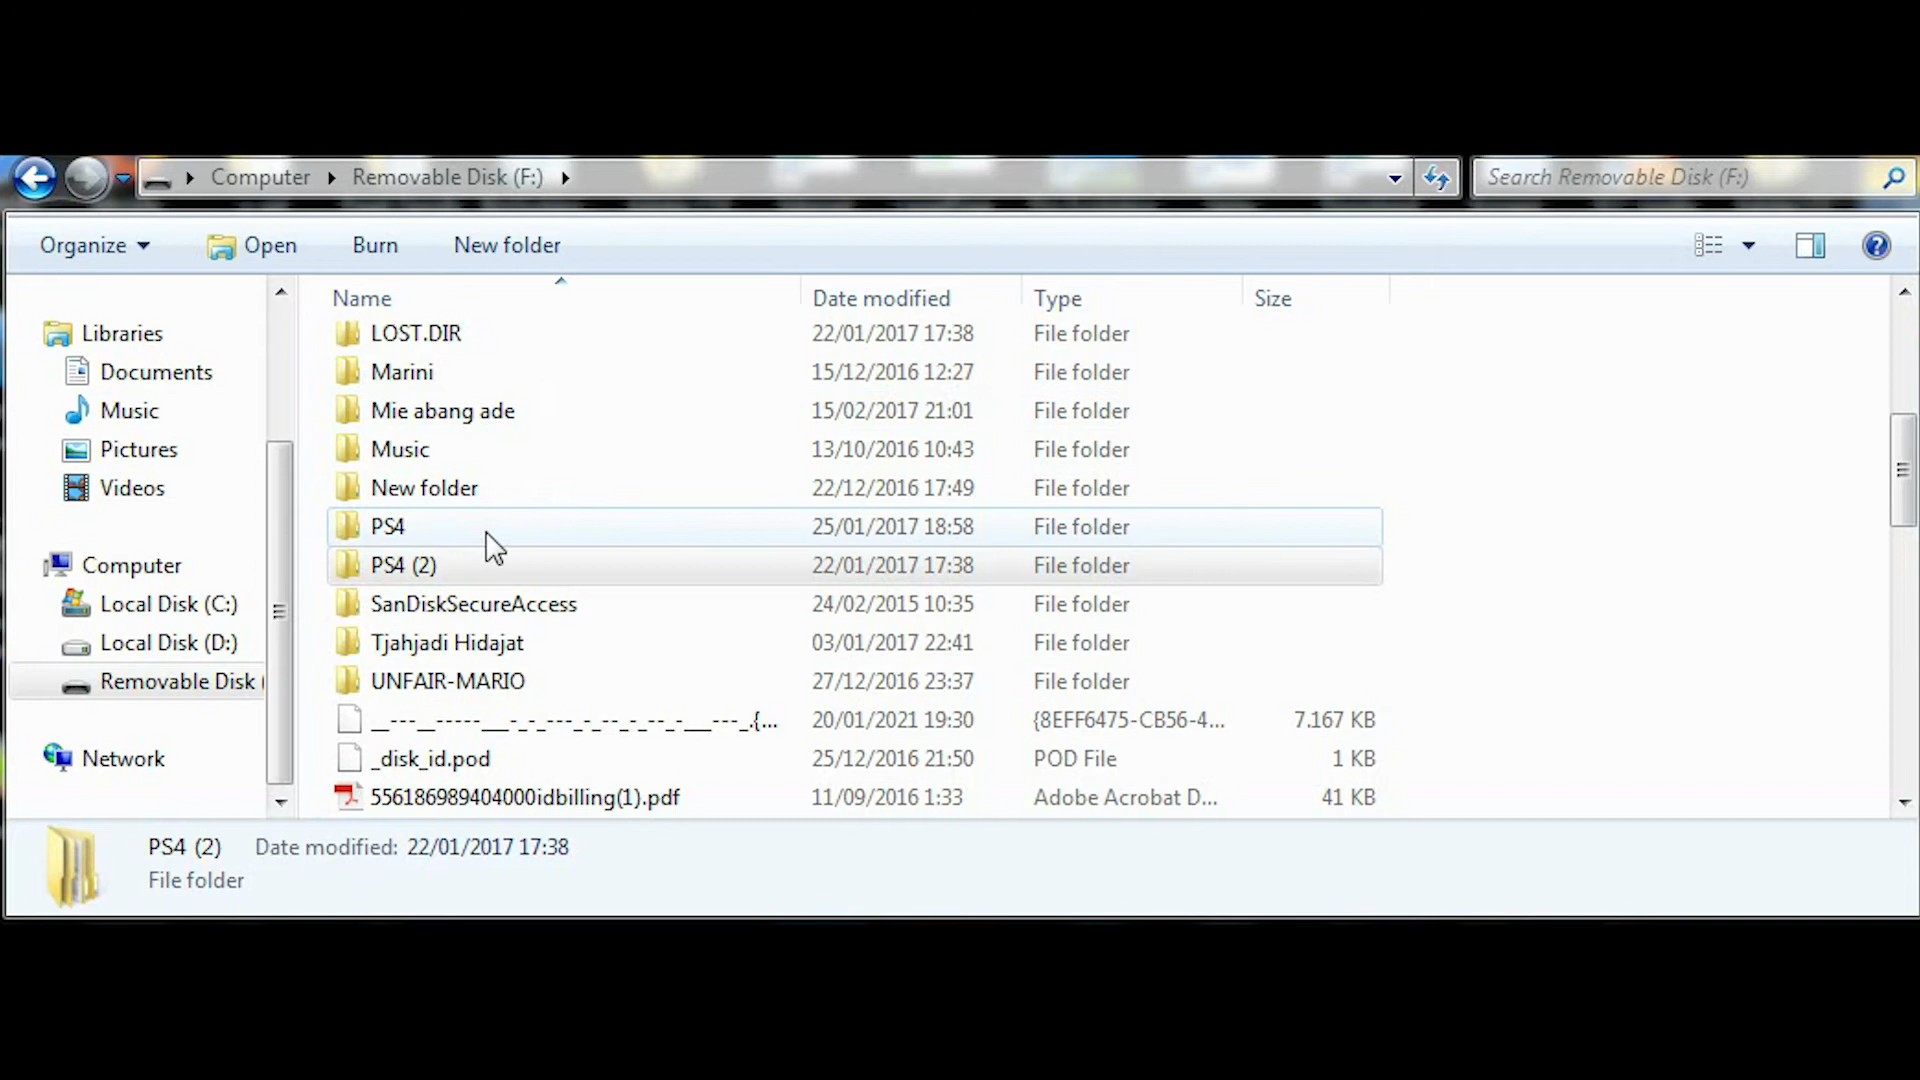 Computer Removable Disk (F:) Search Removable Disk (F:)
Organize Open Burn New folder
Name Date modified Type Size
Libraries
Documents
Music
Pictures
Videos
Computer
Local Disk (C:)
Local Disk (D:)
Removable Disk (
Network
LOST.DIR 22/01/2017 17:38 File folder
Marini 15/12/2016 12:27 File folder
Mie abang ade 15/02/2017 21:01 File folder
Music 13/10/2016 10:43 File folder
New folder 22/12/2016 17:49 File folder
PS4 25/01/2017 18:58 File folder
PS4 (2) 22/01/2017 17:38 File folder
SanDiskSecureAccess 24/02/2015 10:35 File folder
Tjahjadi Hidajat 03/01/2017 22:41 File folder
UNFAIR-MARIO 27/12/2016 23:37 File folder
20/01/2021 19:30 {8EFF6475-CB56-4... 7.167 KB
_disk_id.pod 25/12/2016 21:50 POD File 1 KB
556186989404000idbilling(1).pdf 11/09/2016 1:33 Adobe Acrobat D... 41 KB
PS4 (2) Date modified: 22/01/2017 17:38
File folder